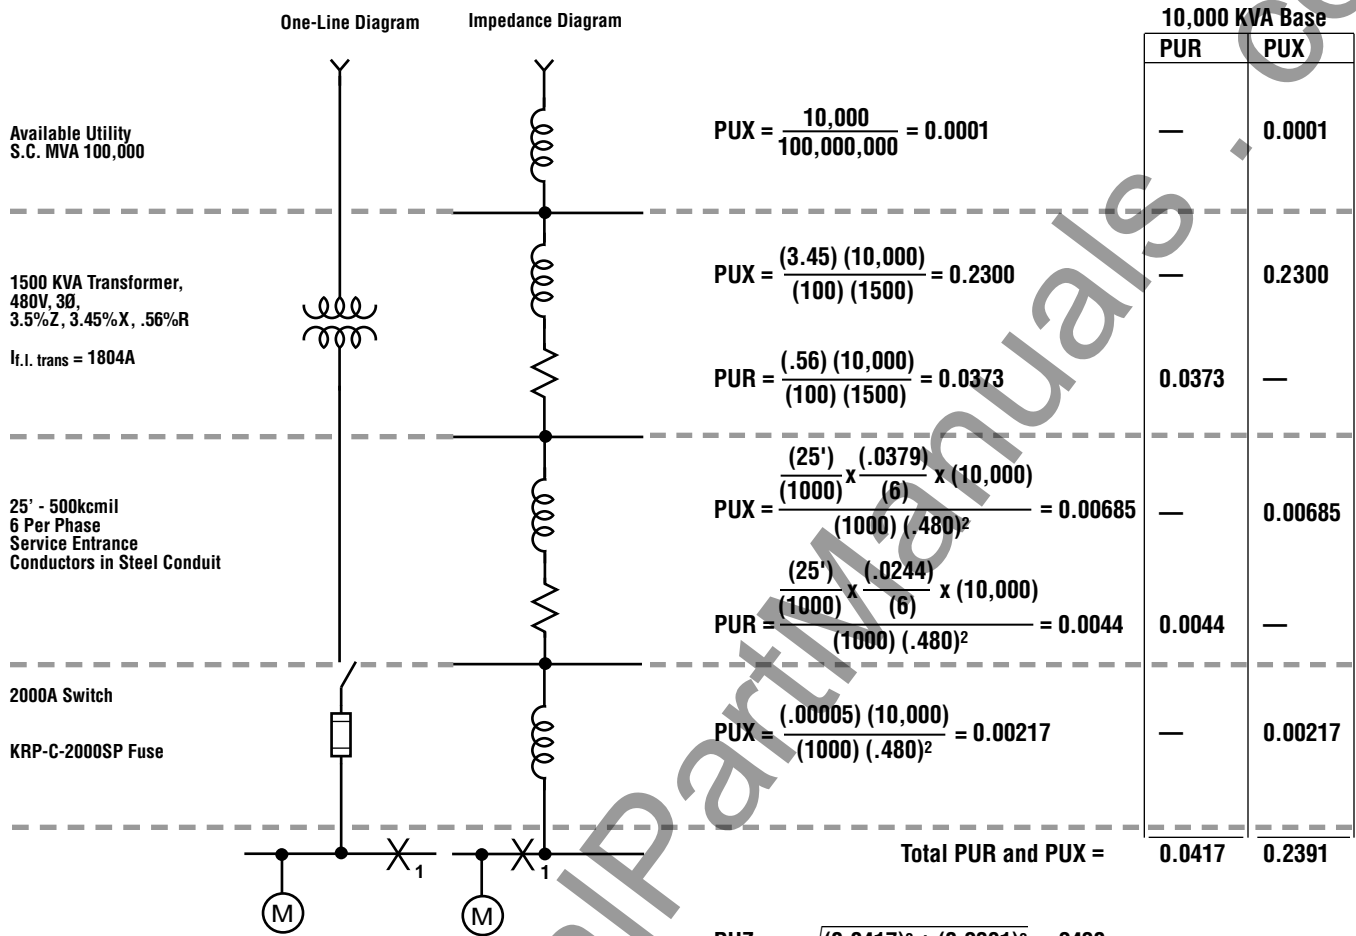 One-Line Diagram
Impedance Diagram
10,000 KVA Base
PUR PUX
Available Utility
S.C. MVA 100,000
PUX = 10,000 / 100,000,000 = 0.0001
— 0.0001
1500 KVA Transformer,
480V, 3Ø,
3.5%Z, 3.45%X, .56%R
If.l. trans = 1804A
PUX = (3.45) (10,000) / (100) (1500) = 0.2300
— 0.2300
PUR = (.56) (10,000) / (100) (1500) = 0.0373
0.0373 —
25' - 500kcmil
6 Per Phase
Service Entrance
Conductors in Steel Conduit
PUX = (25') / (1000) x (.0379) / (6) x (10,000) / (1000) (.480)² = 0.00685
— 0.00685
PUR = (25') / (1000) x (.0244) / (6) x (10,000) / (1000) (.480)² = 0.0044
0.0044 —
2000A Switch
KRP-C-2000SP Fuse
PUX = (.00005) (10,000) / (1000) (.480)² = 0.00217
— 0.00217
X1
X1
Total PUR and PUX = 0.0417 0.2391
M
M